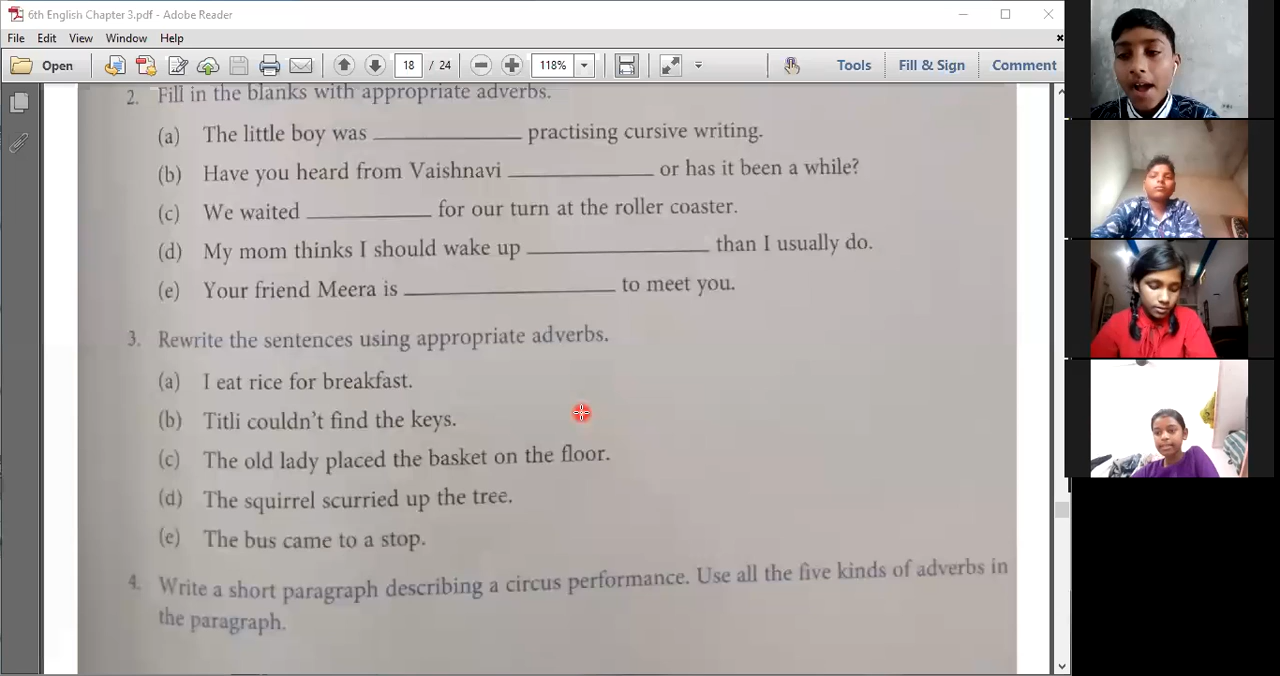 6th English Chapter 3.pdf - Adobe Reader
File Edit View Window Help
Open 18 / 24 118% Tools Fill & Sign Comment
2. Fill in the blanks with appropriate adverbs.
(a) The little boy was ____________ practising cursive writing.
(b) Have you heard from Vaishnavi ____________ or has it been a while?
(c) We waited ____________ for our turn at the roller coaster.
(d) My mom thinks I should wake up ____________ than I usually do.
(e) Your friend Meera is ____________ to meet you.
3. Rewrite the sentences using appropriate adverbs.
(a) I eat rice for breakfast.
(b) Titli couldn't find the keys.
(c) The old lady placed the basket on the floor.
(d) The squirrel scurried up the tree.
(e) The bus came to a stop.
4. Write a short paragraph describing a circus performance. Use all the five kinds of adverbs in
the paragraph.